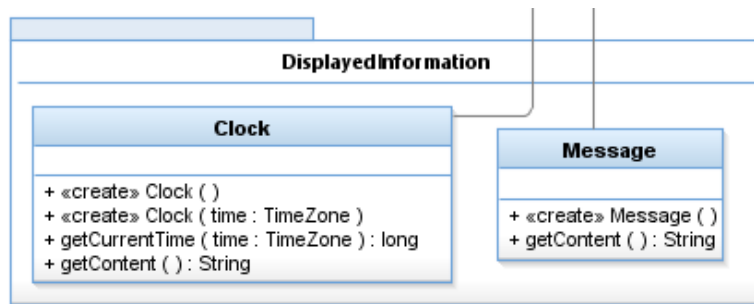 DisplayedInformation
Clock
+ «create» Clock ( )
+ «create» Clock ( time : TimeZone )
+ getCurrentTime ( time : TimeZone ) : long
+ getContent ( ) : String
Message
+ «create» Message ( )
+ getContent ( ) : String